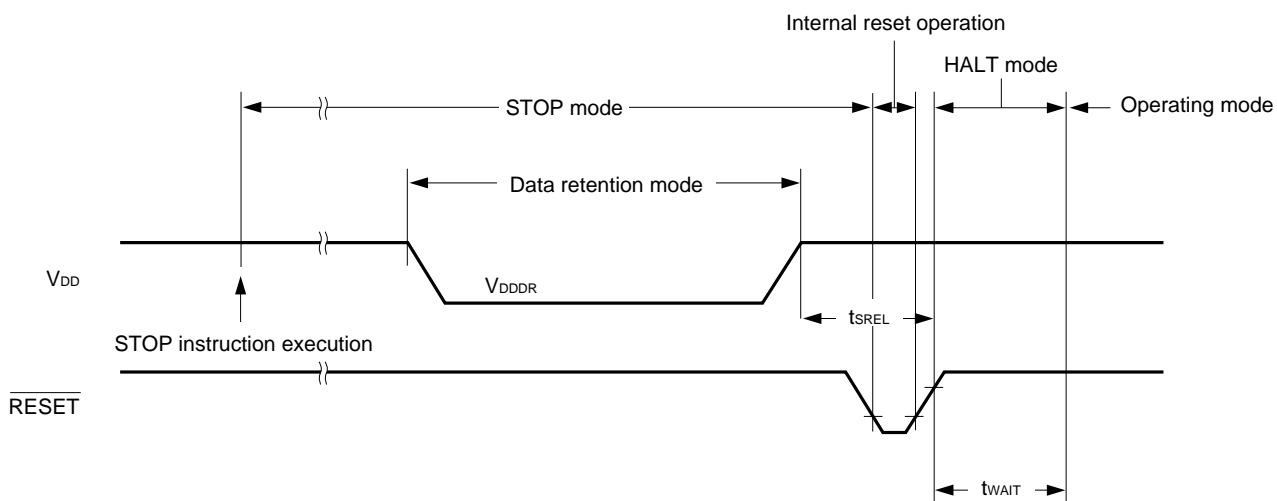 Internal reset operation
HALT mode
STOP mode
Operating mode
Data retention mode
VDD
VDDDR
tSREL
STOP instruction execution
RESET
tWAIT